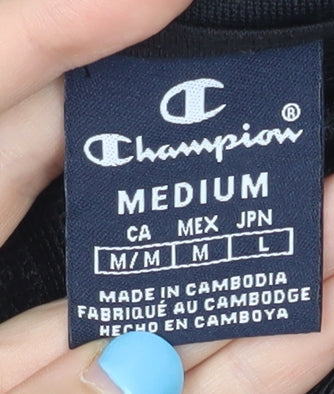 Champion®
MEDIUM
CA MEX JPN
M/M M L
MADE IN CAMBODIA
FABRIQUÉ AU CAMBODGE
HECHO EN CAMBOYA